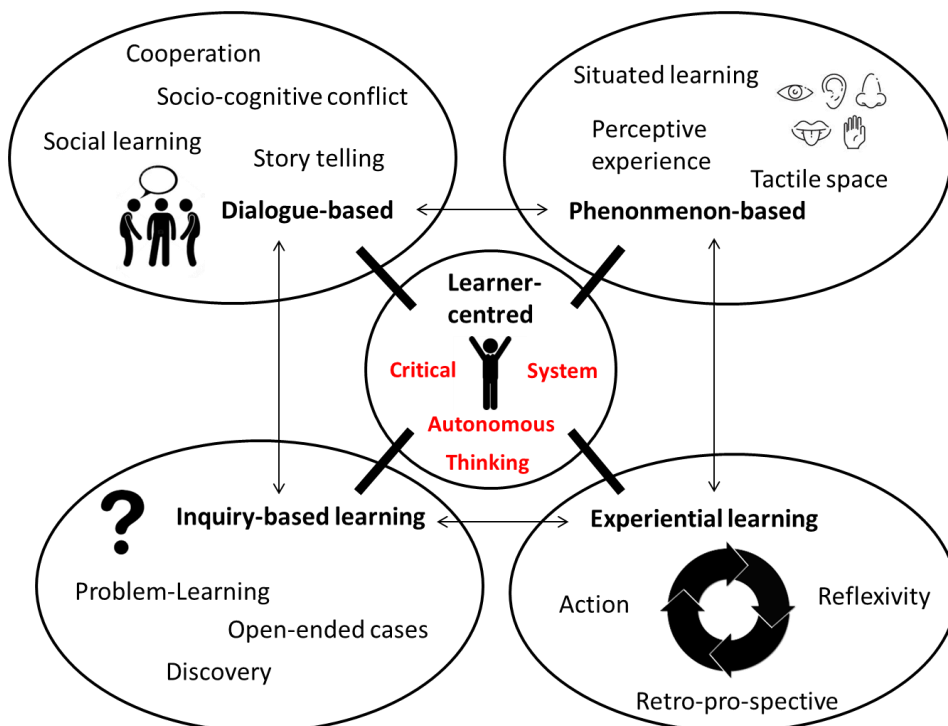 Cooperation
Socio-cognitive conflict
Social learning
Story telling
Dialogue-based
Situated learning
Perceptive
experience
Tactile space
Phenonmenon-based
Learner-
centred
Critical
System
Autonomous
Thinking
?
Inquiry-based learning
Problem-Learning
Open-ended cases
Discovery
Experiential learning
Action
Reflexivity
Retro-pro-spective